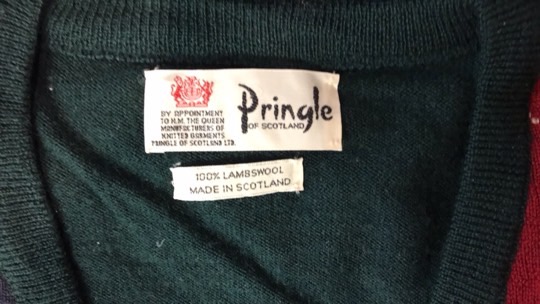 BY APPOINTMENT
TO H.M. THE QUEEN
MANUFACTURERS OF
KNITTED GARMENTS
PRINGLE OF SCOTLAND LTD.
Pringle
OF SCOTLAND
100% LAMBSWOOL
MADE IN SCOTLAND